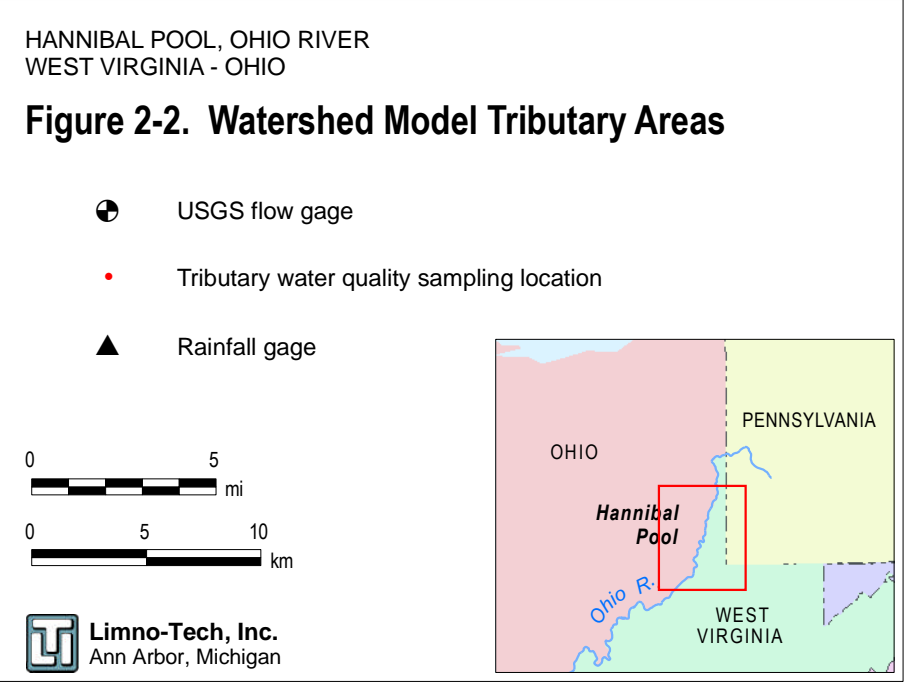 HANNIBAL POOL, OHIO RIVER
WEST VIRGINIA - OHIO
Figure 2-2. Watershed Model Tributary Areas
USGS flow gage
Tributary water quality sampling location
Rainfall gage
0 5
mi
0 5 10
km
LTI
Limno-Tech, Inc.
Ann Arbor, Michigan
PENNSYLVANIA
OHIO
Hannibal
Pool
Ohio R.
WEST
VIRGINIA